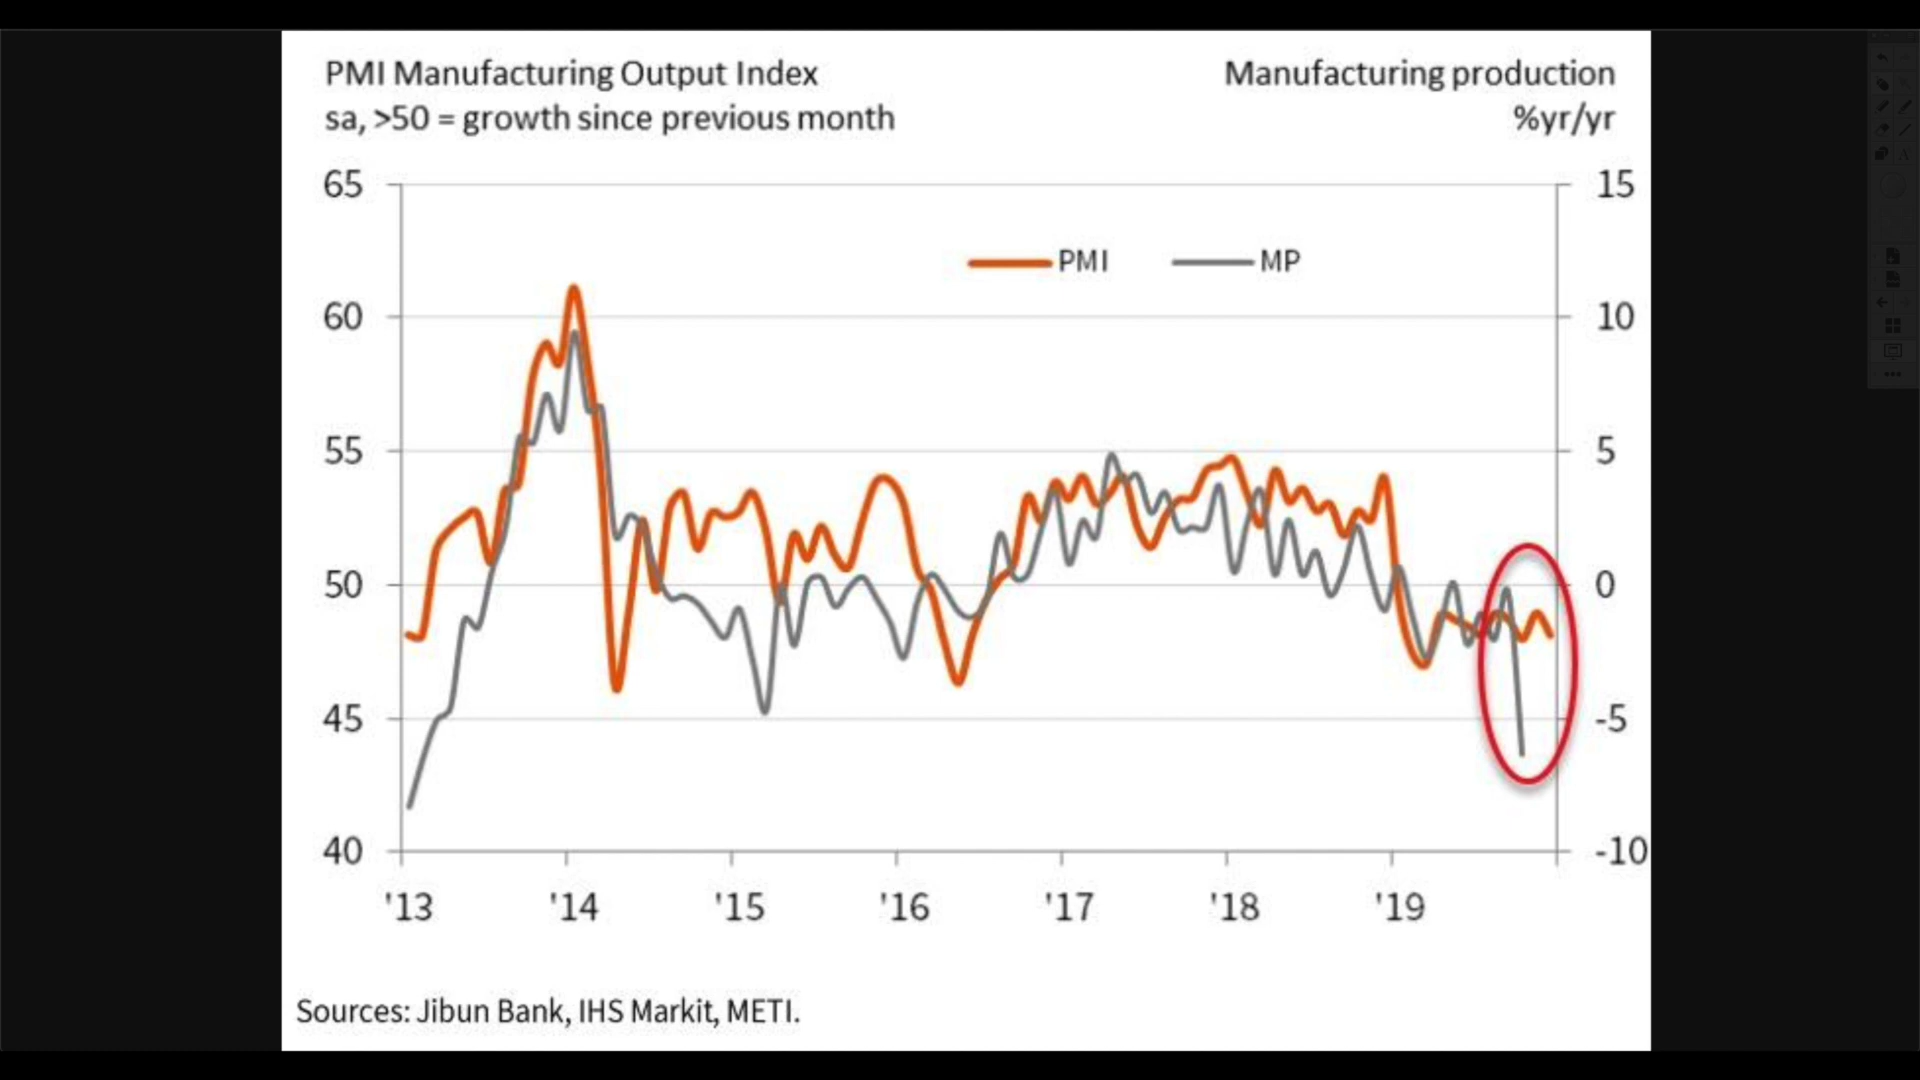 PMI Manufacturing Output Index
sa, >50 = growth since previous month
Manufacturing production
%yr/yr
65
60
55
50
45
40
15
10
5
0
-5
-10
PMI
MP
'13
'14
'15
'16
'17
'18
'19
Sources: Jibun Bank, IHS Markit, METI.